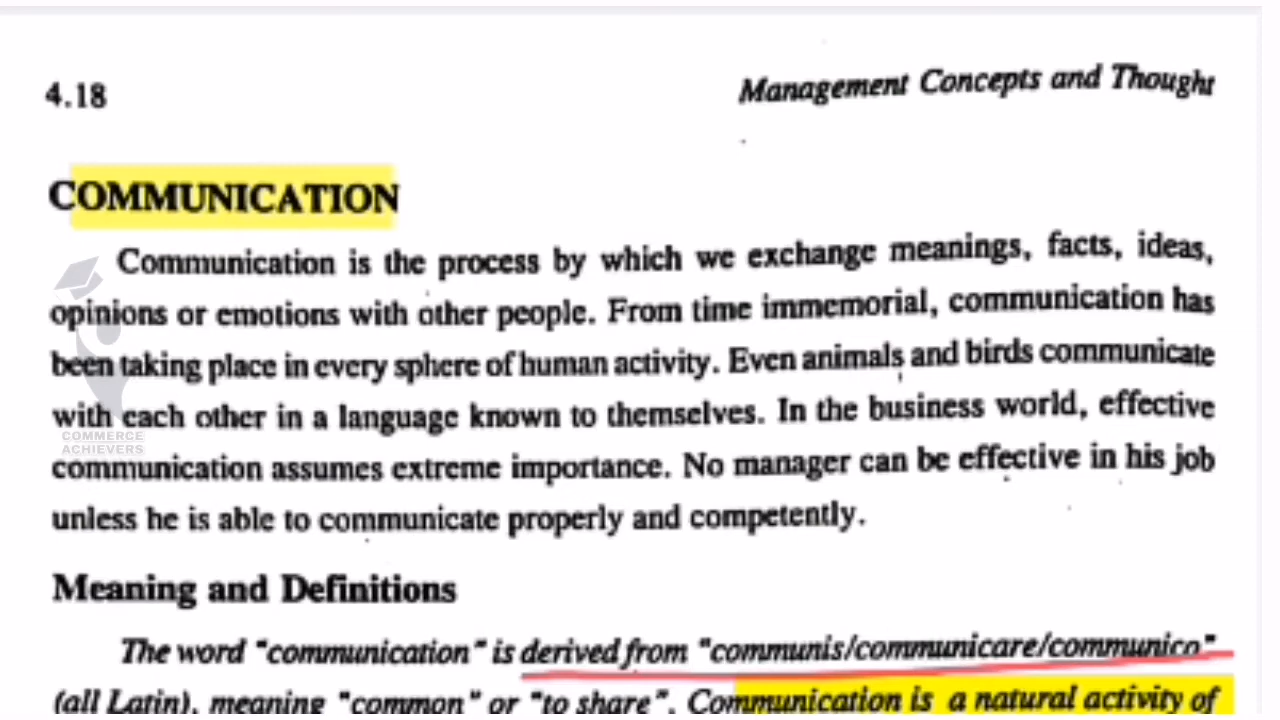 4.18 Management Concepts and Thought
COMMUNICATION
Communication is the process by which we exchange meanings, facts, ideas,
opinions or emotions with other people. From time immemorial, communication has
been taking place in every sphere of human activity. Even animals and birds communicate
with each other in a language known to themselves. In the business world, effective
COMMERCE
ACHIEVERS
communication assumes extreme importance. No manager can be effective in his job
unless he is able to communicate properly and competently.
Meaning and Definitions
The word "communication" is derived from "communis/communicare/communico"
(all Latin), meaning "common" or "to share". Communication is a natural activity of